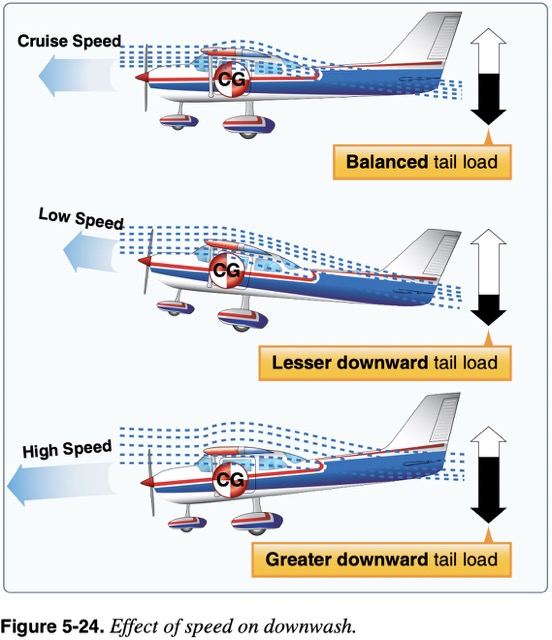 Cruise Speed
CG
Balanced tail load
Low Speed
CG
Lesser downward tail load
High Speed
CG
Greater downward tail load
Figure 5-24. Effect of speed on downwash.